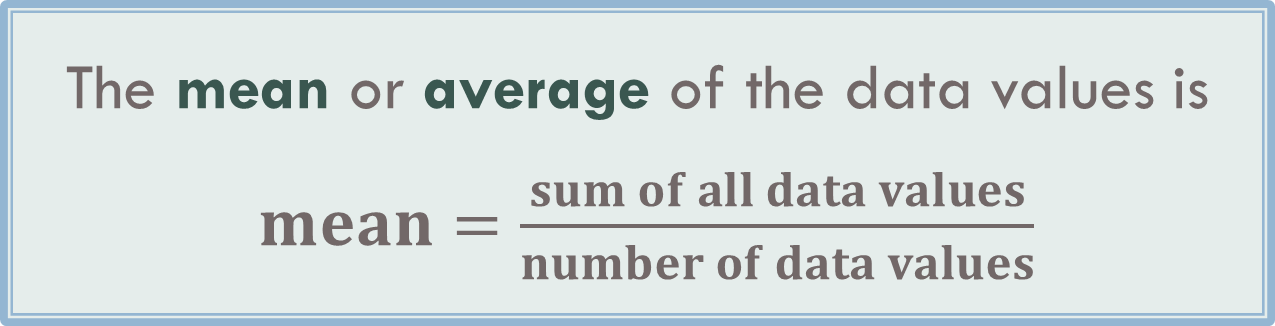 The mean or average of the data values is
mean = sum of all data values / number of data values